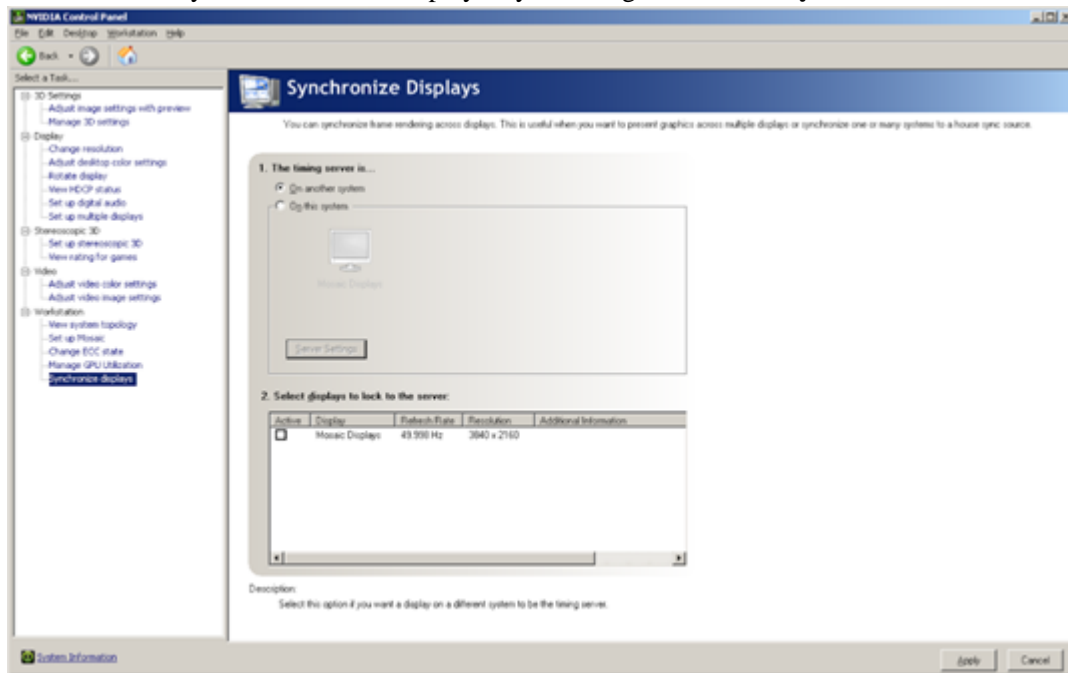 NVIDIA Control Panel
File Edit Desktop Workstation Help
Back
Select a Task...
3D Settings
Adjust image settings with preview
Manage 3D settings
Display
Change resolution
Adjust desktop color settings
Rotate display
View HDCP status
Set up digital audio
Set up multiple displays
Stereoscopic 3D
Set up stereoscopic 3D
View rating for games
Video
Adjust video color settings
Adjust video image settings
Workstation
View system topology
Set up Mosaic
Change ECC state
Manage GPU Utilization
Synchronize displays
Synchronize Displays
You can synchronize frame rendering across displays. This is useful when you want to present graphics across multiple displays or synchronize one or many systems to a house sync source.
1. The timing server is...
On another system
On this system
Mosaic Displays
Server Settings
2. Select displays to lock to the server:
Active Display Refresh Rate Resolution Additional Information
Mosaic Displays 49.990 Hz 3840 x 2160
Description:
Select this option if you want a display on a different system to be the timing server.
System Information
Apply Cancel